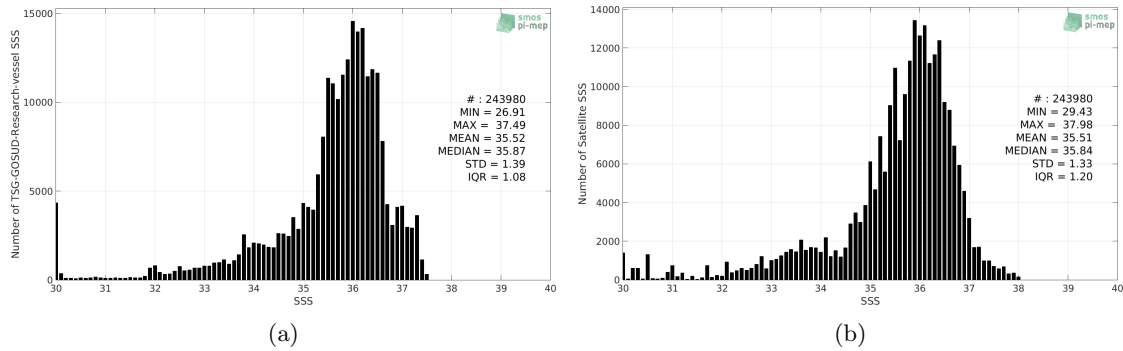 smos
pi-mep
15000
10000
5000
0
Number of TSG-GOSUD-Research-vessel SSS
# : 243980
MIN = 26.91
MAX = 37.49
MEAN = 35.52
MEDIAN = 35.87
STD = 1.39
IQR = 1.08
30 31 32 33 34 35 36 37 38 39 40
SSS
(a)
smos
pi-mep
14000
12000
10000
8000
6000
4000
2000
0
Number of Satellite SSS
# : 243980
MIN = 29.43
MAX = 37.98
MEAN = 35.51
MEDIAN = 35.84
STD = 1.33
IQR = 1.20
30 31 32 33 34 35 36 37 38 39 40
SSS
(b)